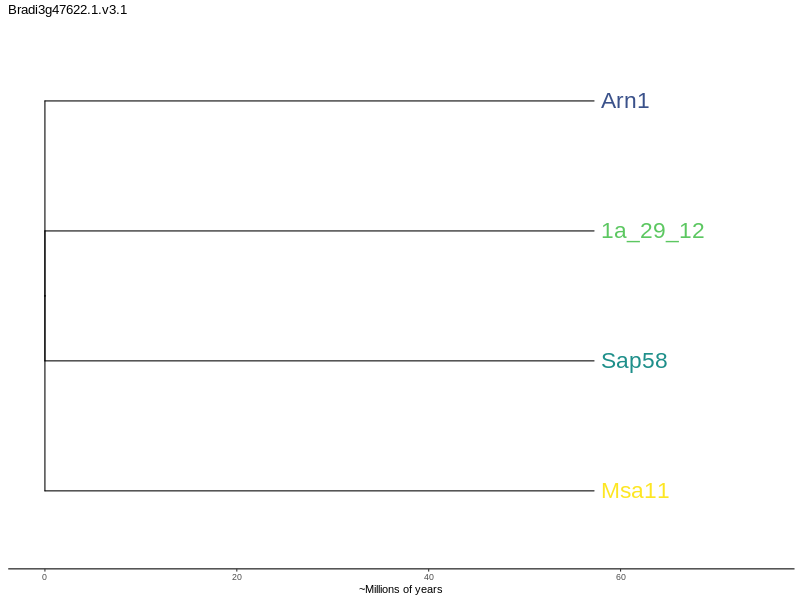 Bradi3g47622.1.v3.1
Arn1
1a_29_12
Sap58
Msa11
0 20 40 60
~Millions of years